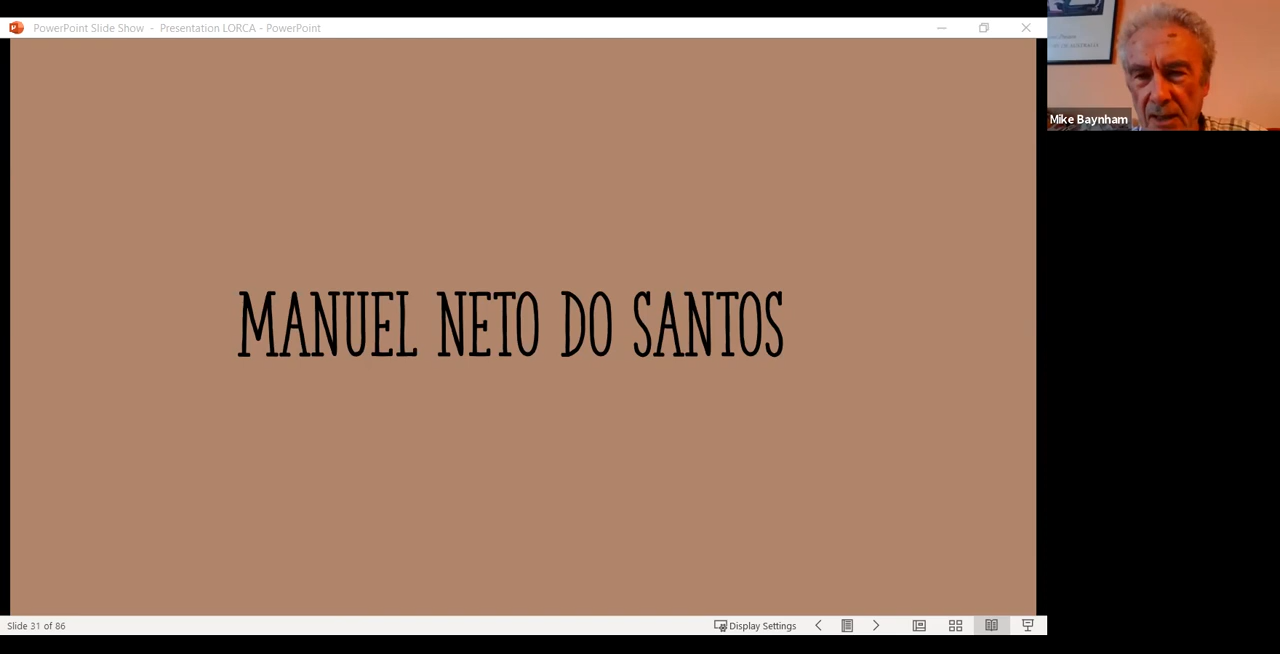 PowerPoint Slide Show - Presentation LORCA - PowerPoint
Mike Baynham
MANUEL NETO DO SANTOS
Slide 31 of 86
Display Settings